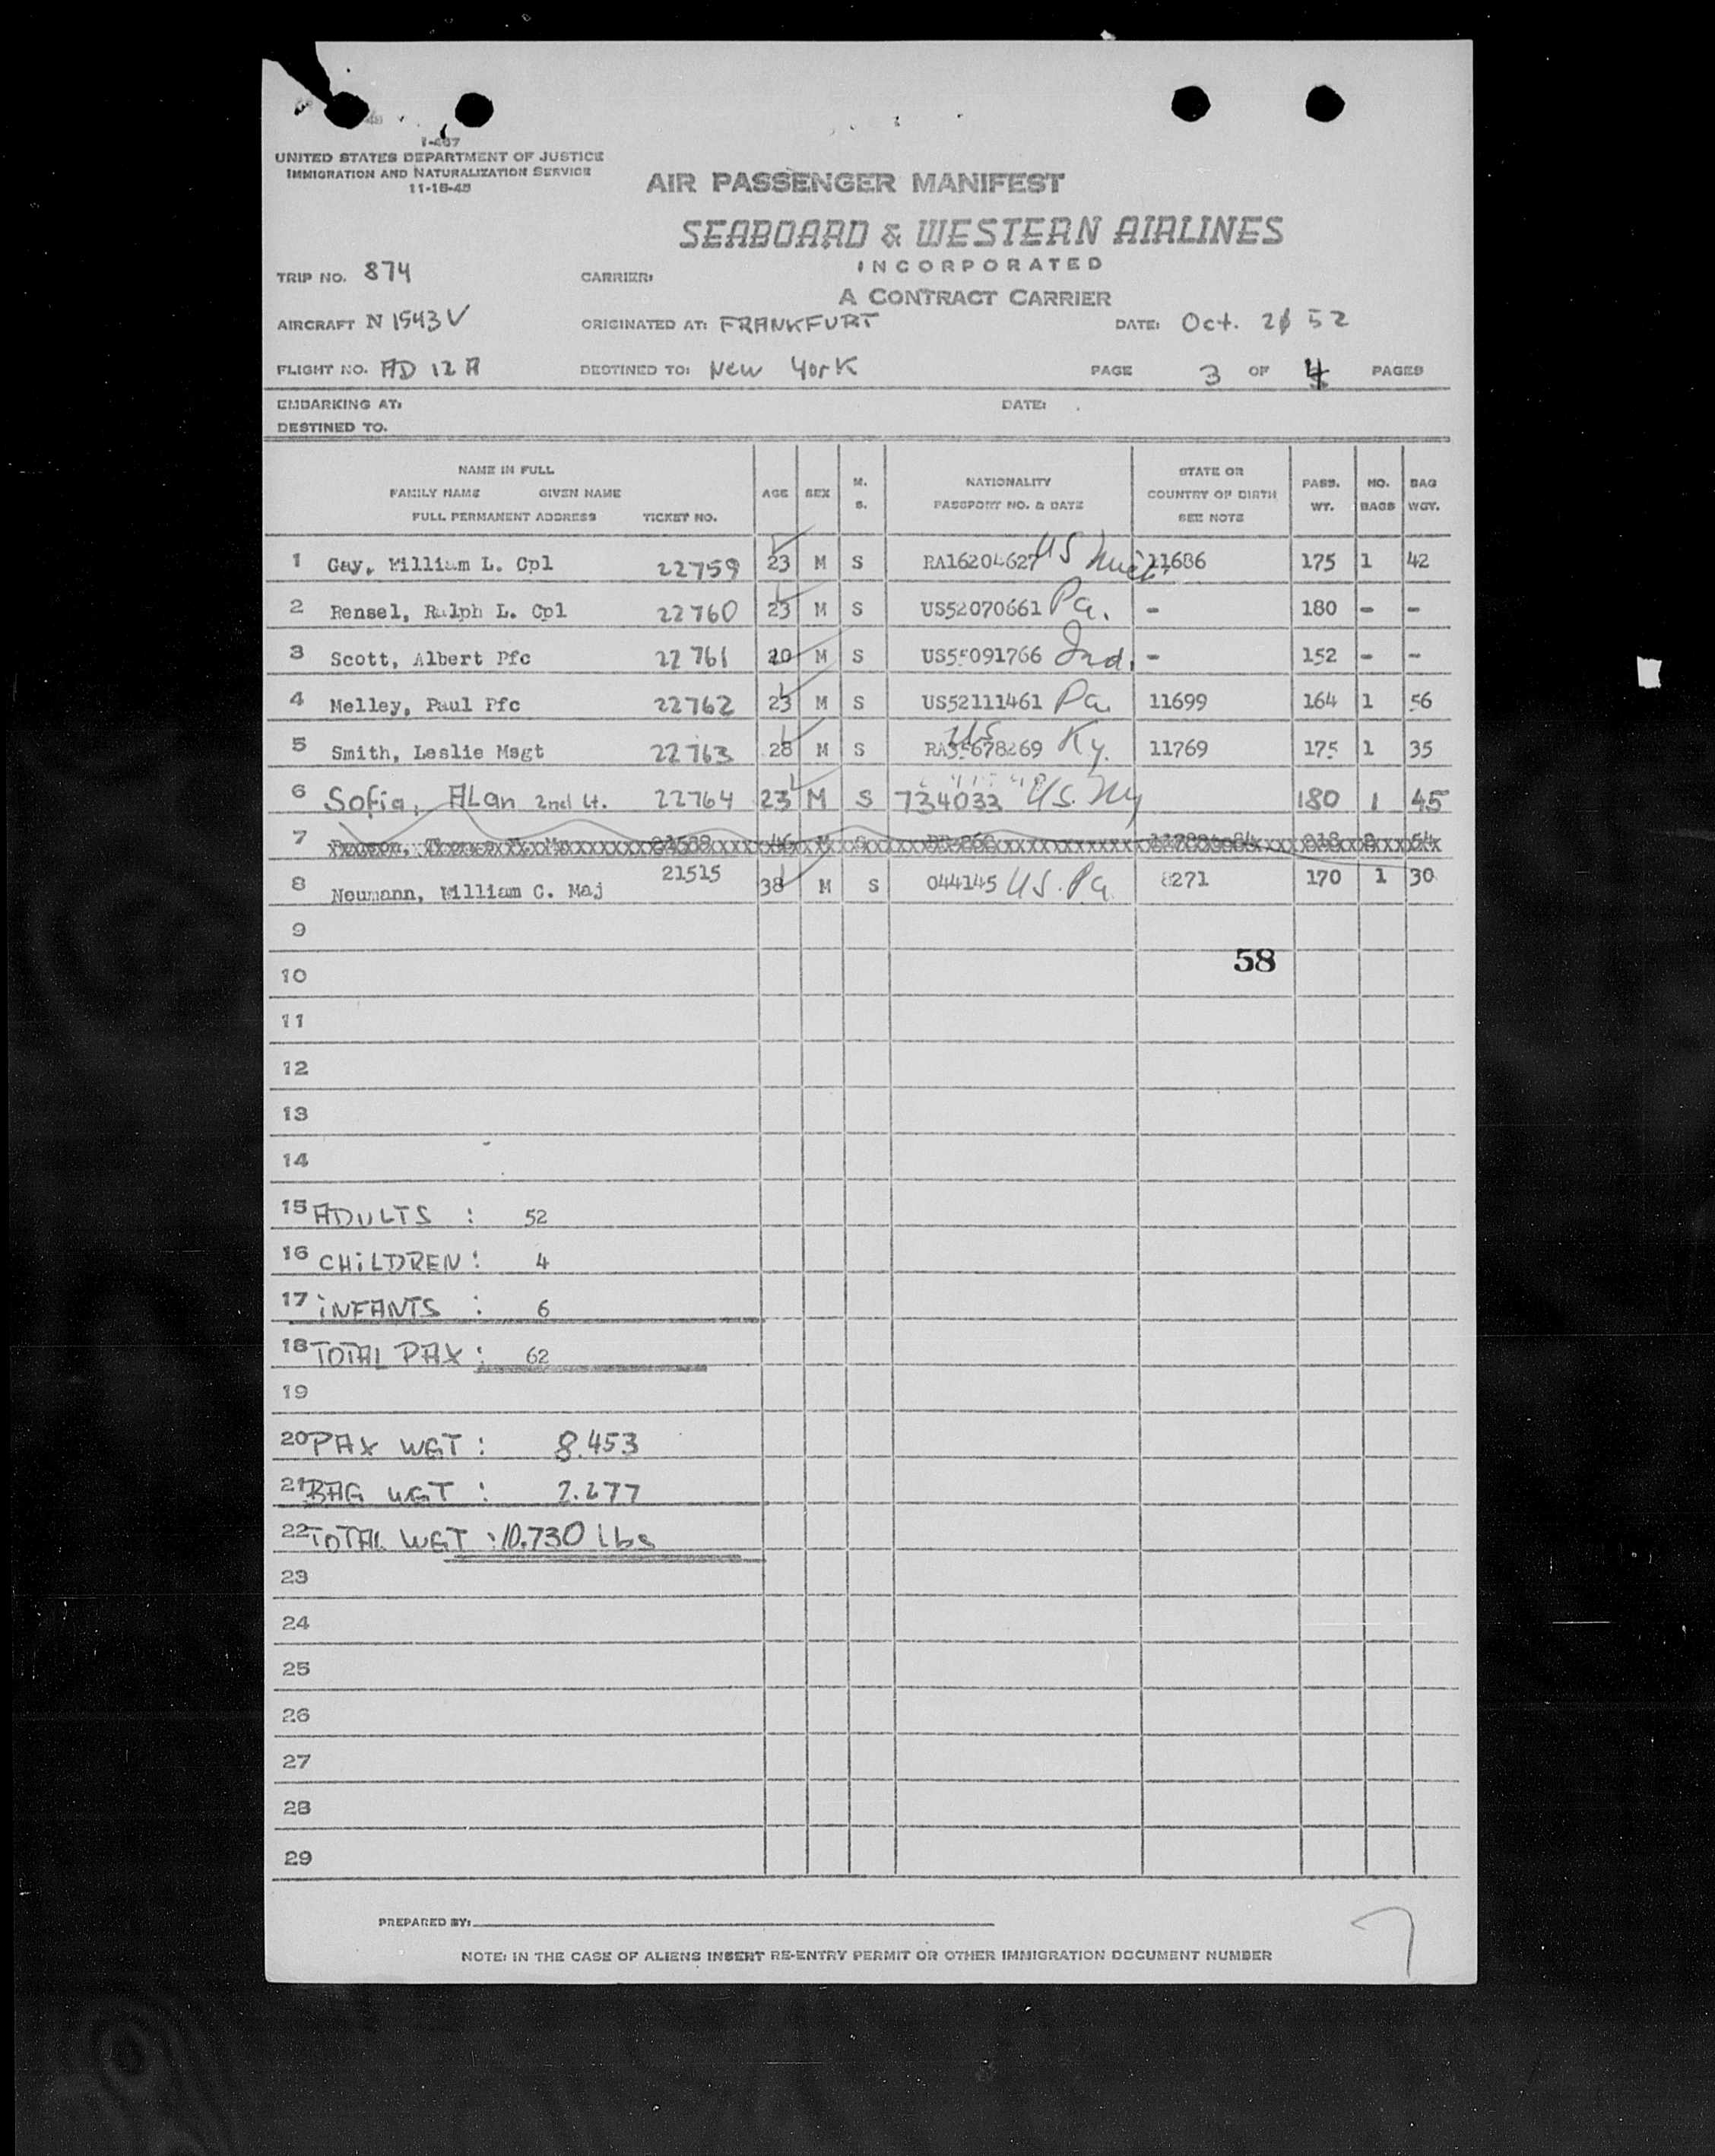 I-487
UNITED STATES DEPARTMENT OF JUSTICE
IMMIGRATION AND NATURALIZATION SERVICE
11-15-45
AIR PASSENGER MANIFEST
SEABOARD & WESTERN AIRLINES
INCORPORATED
A CONTRACT CARRIER
TRIP NO. 874 CARRIER:
AIRCRAFT N 1543V ORIGINATED AT: FRANKFURT DATE: Oct. 52
FLIGHT NO. AD 12 A DESTINED TO: New York PAGE 3 OF 4 PAGES
EMBARKING AT: DATE:
DESTINED TO.
NAME IN FULL
FAMILY NAME GIVEN NAME
FULL PERMANENT ADDRESS TICKET NO. AGE SEX M. S. NATIONALITY PASSPORT NO. & DATE STATE OR COUNTRY OF BIRTH SEE NOTE PASS. WT. NO. BAGS BAG WGT.
1 Gay, William L. Cpl 22759 23 M S RA16204627 US Mich 11686 175 1 42
2 Rensel, Ralph L. Cpl 22760 23 M S US52070661 Pa. - 180 - -
3 Scott, Albert Pfc 22761 20 M S US55091766 Ind. - 152 - -
4 Melley, Paul Pfc 22762 23 M S US52111461 Pa. 11699 164 1 56
5 Smith, Leslie Msgt 22763 28 M S RA35678269 US Ky. 11769 175 1 35
6 Sofia, Alan 2nd Lt. 22764 23 M S 734033 US. NY 180 1 45
7
8 Neumann, William C. Maj 21515 38 M S 044145 US. Pa. 8271 170 1 30
9
58
10
11
12
13
14
15 ADULTS : 52
16 CHILDREN : 4
17 INFANTS : 6
18 TOTAL PAX : 62
19
20 PAX WGT : 8.453
21 BAG WGT : 2.277
22 TOTAL WGT : 10.730 Lbs
23
24
25
26
27
28
29
PREPARED BY:
NOTE: IN THE CASE OF ALIENS INSERT RE-ENTRY PERMIT OR OTHER IMMIGRATION DOCUMENT NUMBER